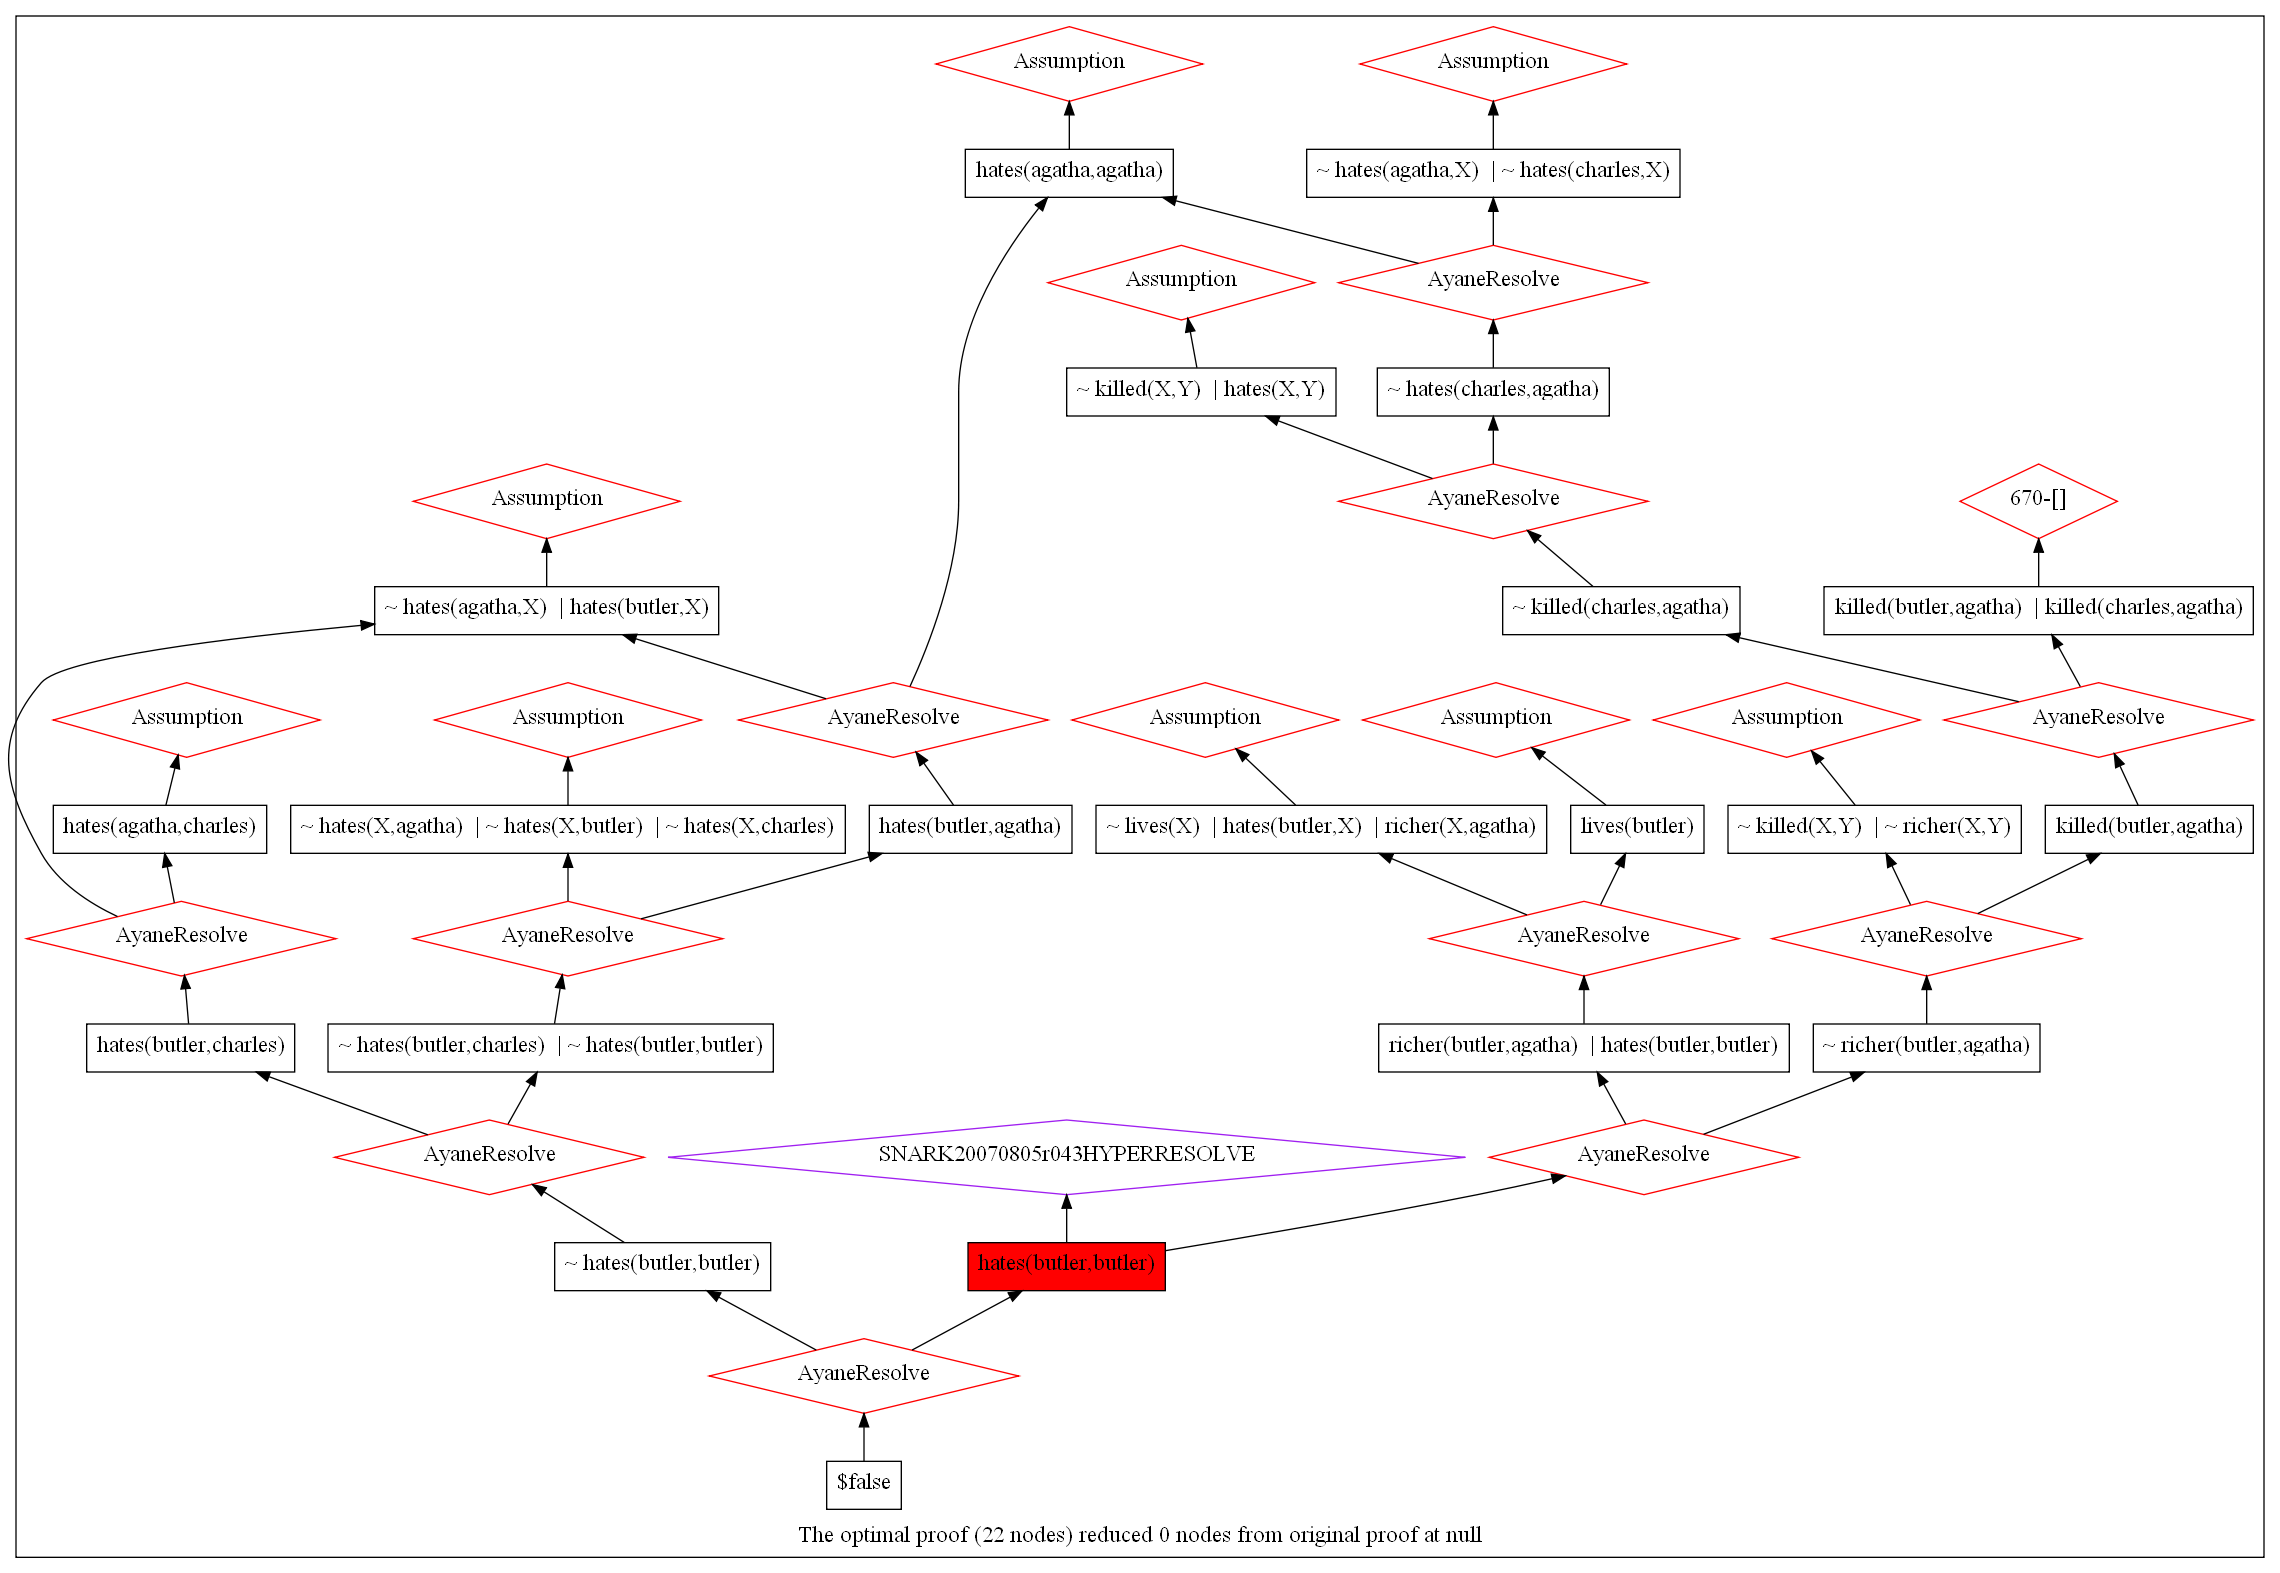 Assumption
Assumption
hates(agatha,agatha)
~ hates(agatha,X) | ~ hates(charles,X)
Assumption
AyaneResolve
~ killed(X,Y) | hates(X,Y)
~ hates(charles,agatha)
Assumption
AyaneResolve
670-[]
~ hates(agatha,X) | hates(butler,X)
~ killed(charles,agatha)
killed(butler,agatha) | killed(charles,agatha)
Assumption
Assumption
AyaneResolve
Assumption
Assumption
Assumption
AyaneResolve
hates(agatha,charles)
~ hates(X,agatha) | ~ hates(X,butler) | ~ hates(X,charles)
hates(butler,agatha)
~ lives(X) | hates(butler,X) | richer(X,agatha)
lives(butler)
~ killed(X,Y) | ~ richer(X,Y)
killed(butler,agatha)
AyaneResolve
AyaneResolve
AyaneResolve
AyaneResolve
hates(butler,charles)
~ hates(butler,charles) | ~ hates(butler,butler)
richer(butler,agatha) | hates(butler,butler)
~ richer(butler,agatha)
AyaneResolve
SNARK20070805r043HYPERRESOLVE
AyaneResolve
~ hates(butler,butler)
hates(butler,butler)
AyaneResolve
$false
The optimal proof (22 nodes) reduced 0 nodes from original proof at null